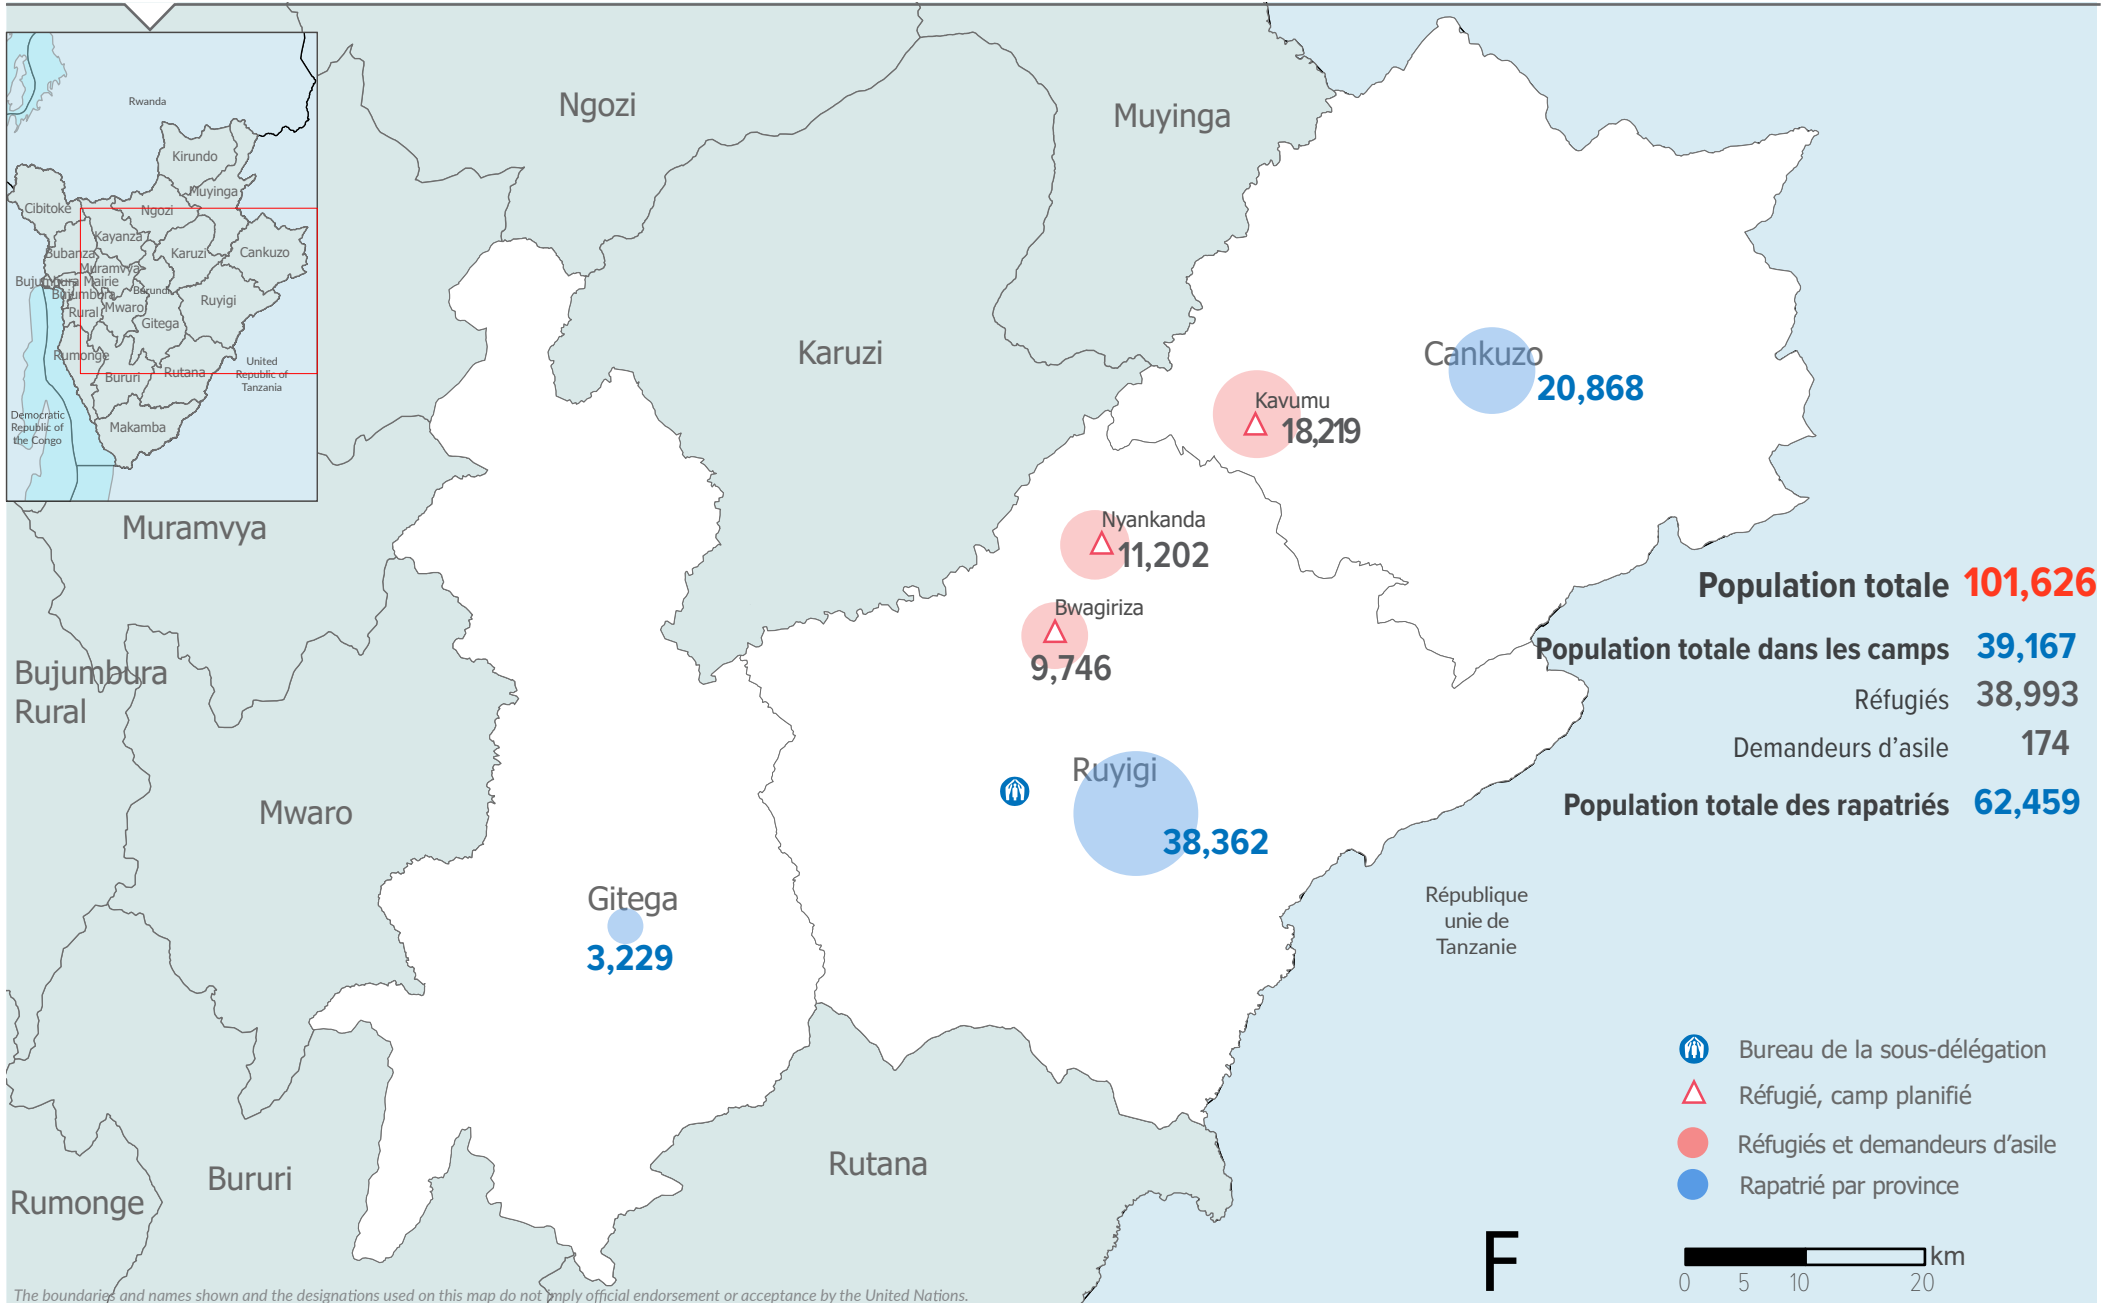 Rwanda
Kirundo
Muyinga
Cibitoke
Ngozi
Kayanza
Bubanza
Karuzi
Cankuzo
Muramvya
Bujumbura Mairie
Burundi
Bujumbura
Rural
Mwaro
Ruyigi
Gitega
Rumonge
Bururi
Rutana
United
Republic of
Tanzania
Makamba
Democratic
Republic of
the Congo
Ngozi
Muyinga
Karuzi
Cankuzo
20,868
Kavumu
18,219
Muramvya
Nyankanda
11,202
Bwagiriza
9,746
Bujumbura
Rural
Mwaro
Ruyigi
38,362
Gitega
3,229
Population totale 101,626
Population totale dans les camps 39,167
Réfugiés 38,993
Demandeurs d’asile 174
Population totale des rapatriés 62,459
République
unie de
Tanzanie
Rutana
Bururi
Rumonge
Bureau de la sous-délégation
Réfugié, camp planifié
Réfugiés et demandeurs d’asile
Rapatrié par province
F
km
0 5 10 20
The boundaries and names shown and the designations used on this map do not imply official endorsement or acceptance by the United Nations.